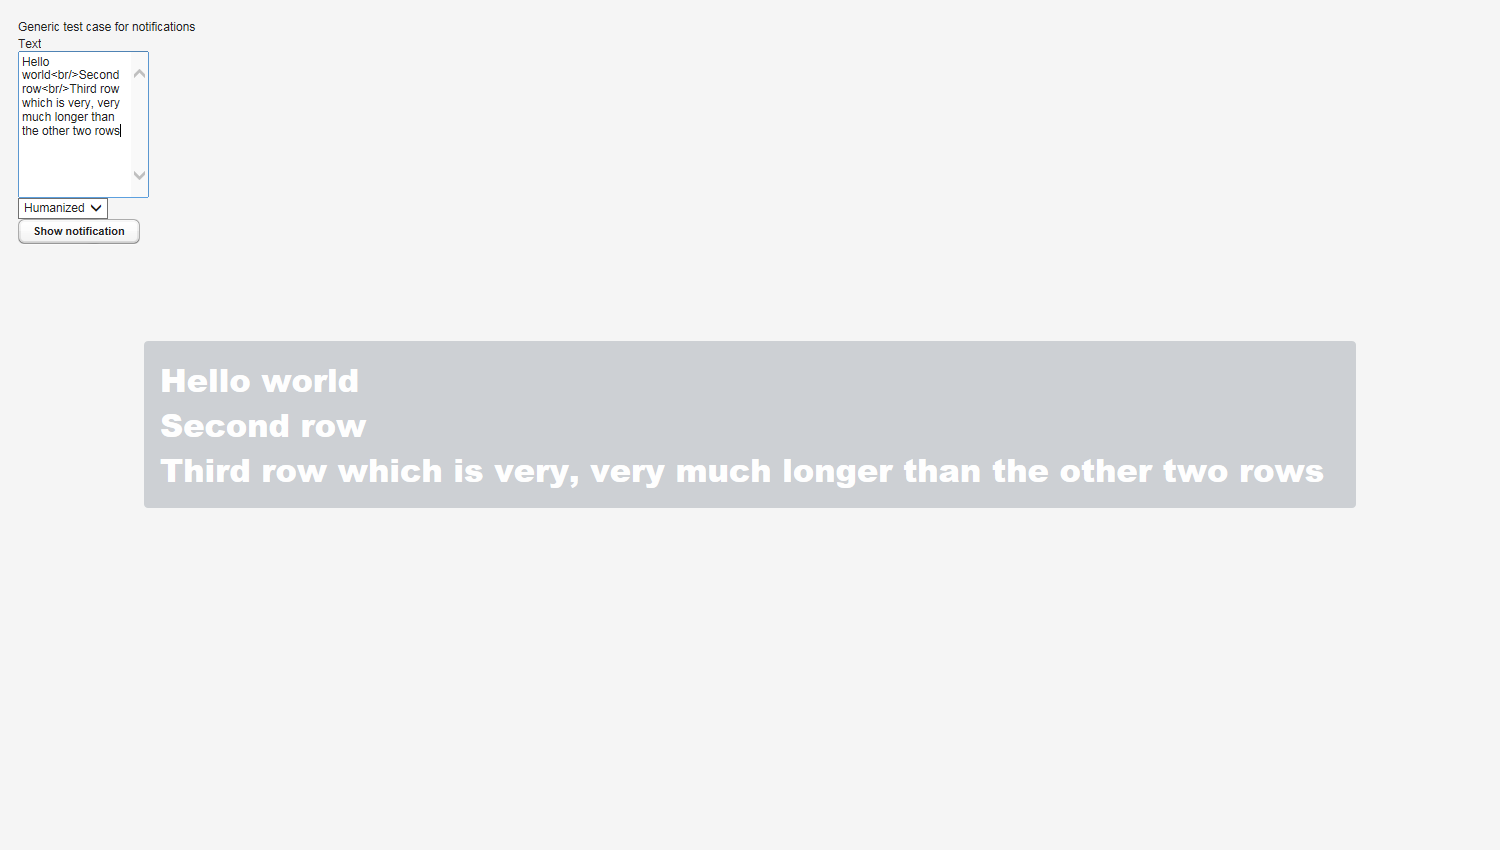 Generic test case for notifications
Text
Hello
world<br/>Second
row<br/>Third row
which is very, very
much longer than
the other two rows
Humanized
Show notification
Hello world
Second row
Third row which is very, very much longer than the other two rows